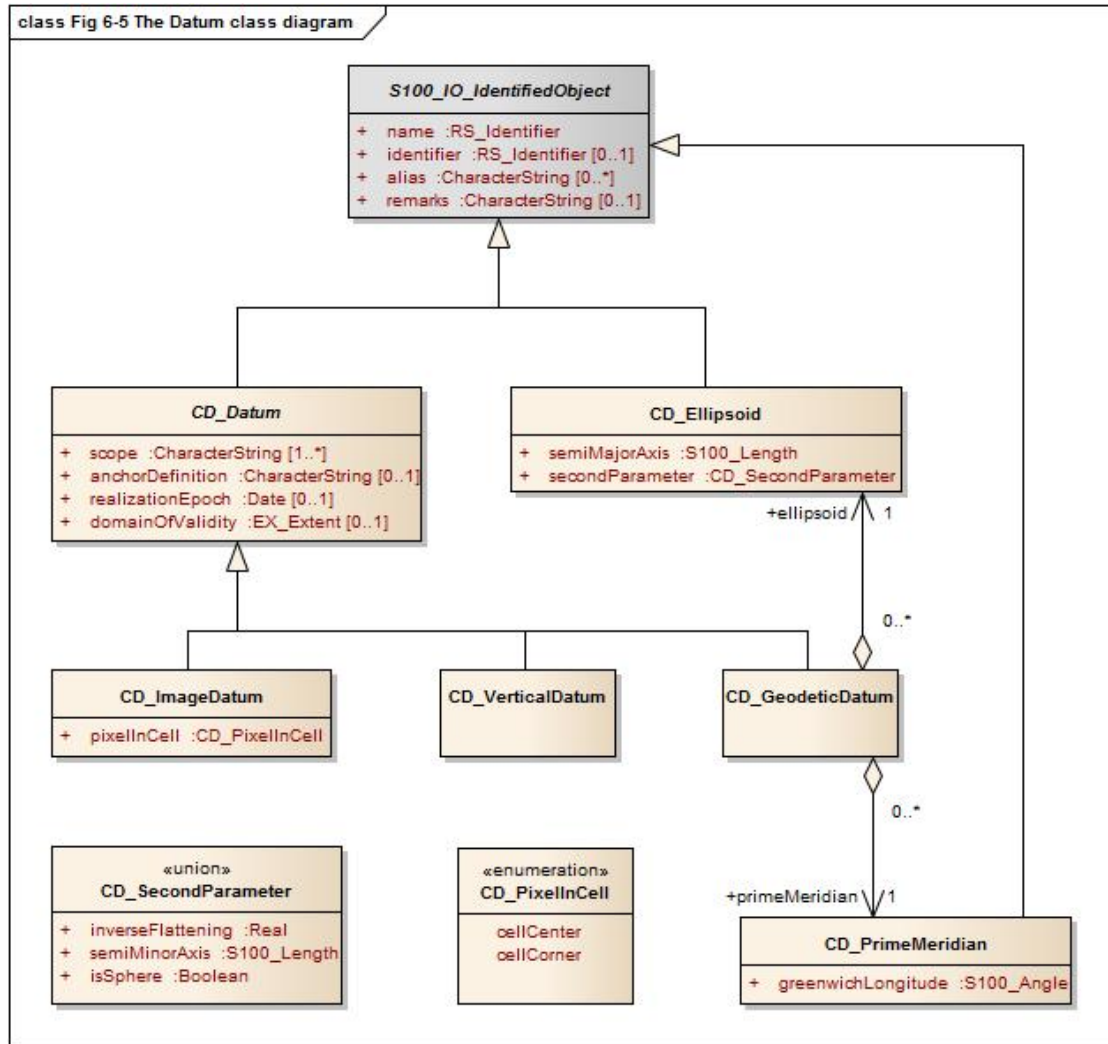 class Fig 6-5 The Datum class diagram
S100_IO_IdentifiedObject
+ name :RS_Identifier
+ identifier :RS_Identifier [0..1]
+ alias :CharacterString [0..*]
+ remarks :CharacterString [0..1]
CD_Datum
+ scope :CharacterString [1..*]
+ anchorDefinition :CharacterString [0..1]
+ realizationEpoch :Date [0..1]
+ domainOfValidity :EX_Extent [0..1]
CD_Ellipsoid
+ semiMajorAxis :S100_Length
+ secondParameter :CD_SecondParameter
+ellipsoid 1
0..*
CD_ImageDatum
+ pixelInCell :CD_PixelInCell
CD_VerticalDatum
CD_GeodeticDatum
0..*
+primeMeridian 1
«union»
CD_SecondParameter
+ inverseFlattening :Real
+ semiMinorAxis :S100_Length
+ isSphere :Boolean
«enumeration»
CD_PixelInCell
cellCenter
cellCorner
CD_PrimeMeridian
+ greenwichLongitude :S100_Angle